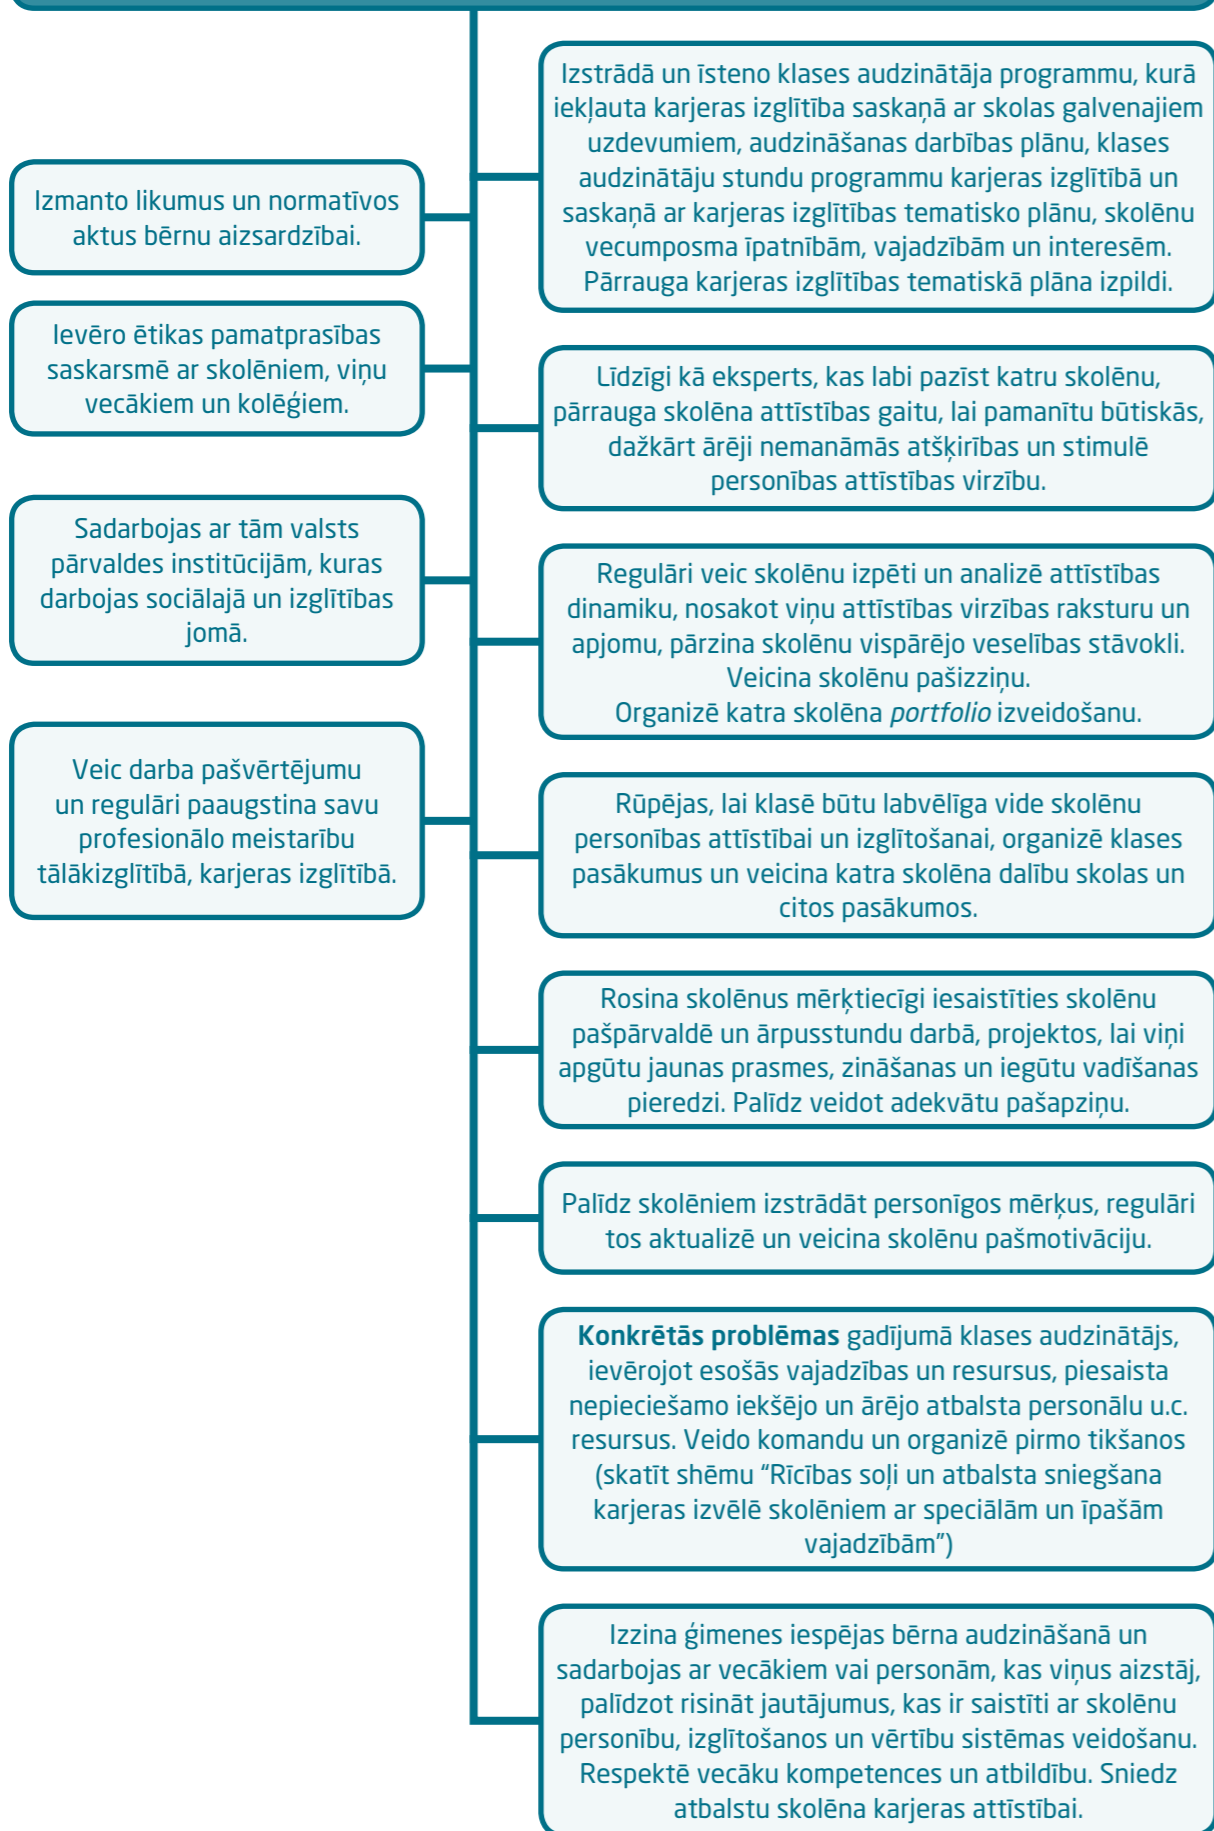 Izmanto likumus un normatīvos
aktus bērnu aizsardzībai.
Ievēro ētikas pamatprasības
saskarsmē ar skolēniem, viņu
vecākiem un kolēģiem.
Sadarbojas ar tām valsts
pārvaldes institūcijām, kuras
darbojas sociālajā un izglītības
jomā.
Veic darba pašvērtējumu
un regulāri paaugstina savu
profesionālo meistarību
tālākizglītībā, karjeras izglītībā.
Izstrādā un īsteno klases audzinātāja programmu, kurā
iekļauta karjeras izglītība saskaņā ar skolas galvenajiem
uzdevumiem, audzināšanas darbības plānu, klases
audzinātāju stundu programmu karjeras izglītībā un
saskaņā ar karjeras izglītības tematisko plānu, skolēnu
vecumposma īpatnībām, vajadzībām un interesēm.
Pārrauga karjeras izglītības tematiskā plāna izpildi.
Līdzīgi kā eksperts, kas labi pazīst katru skolēnu,
pārrauga skolēna attīstības gaitu, lai pamanītu būtiskās,
dažkārt ārēji nemanāmās atšķirības un stimulē
personības attīstības virzību.
Regulāri veic skolēnu izpēti un analizē attīstības
dinamiku, nosakot viņu attīstības virzības raksturu un
apjomu, pārzina skolēnu vispārējo veselības stāvokli.
Veicina skolēnu pašizziņu.
Organizē katra skolēna portfolio izveidošanu.
Rūpējas, lai klasē būtu labvēlīga vide skolēnu
personības attīstībai un izglītošanai, organizē klases
pasākumus un veicina katra skolēna dalību skolas un
citos pasākumos.
Rosina skolēnus mērķtiecīgi iesaistīties skolēnu
pašpārvaldē un ārpusstundu darbā, projektos, lai viņi
apgūtu jaunas prasmes, zināšanas un iegūtu vadīšanas
pieredzi. Palīdz veidot adekvātu pašapziņu.
Palīdz skolēniem izstrādāt personīgos mērķus, regulāri
tos aktualizē un veicina skolēnu pašmotivāciju.
Konkrētās problēmas gadījumā klases audzinātājs,
ievērojot esošās vajadzības un resursus, piesaista
nepieciešamo iekšējo un ārējo atbalsta personālu u.c.
resursus. Veido komandu un organizē pirmo tikšanos
(skatīt shēmu “Rīcības soļi un atbalsta sniegšana
karjeras izvēlē skolēniem ar speciālām un īpašām
vajadzībām”)
Izzina ģimenes iespējas bērna audzināšanā un
sadarbojas ar vecākiem vai personām, kas viņus aizstāj,
palīdzot risināt jautājumus, kas ir saistīti ar skolēnu
personību, izglītošanos un vērtību sistēmas veidošanu.
Respektē vecāku kompetences un atbildību. Sniedz
atbalstu skolēna karjeras attīstībai.